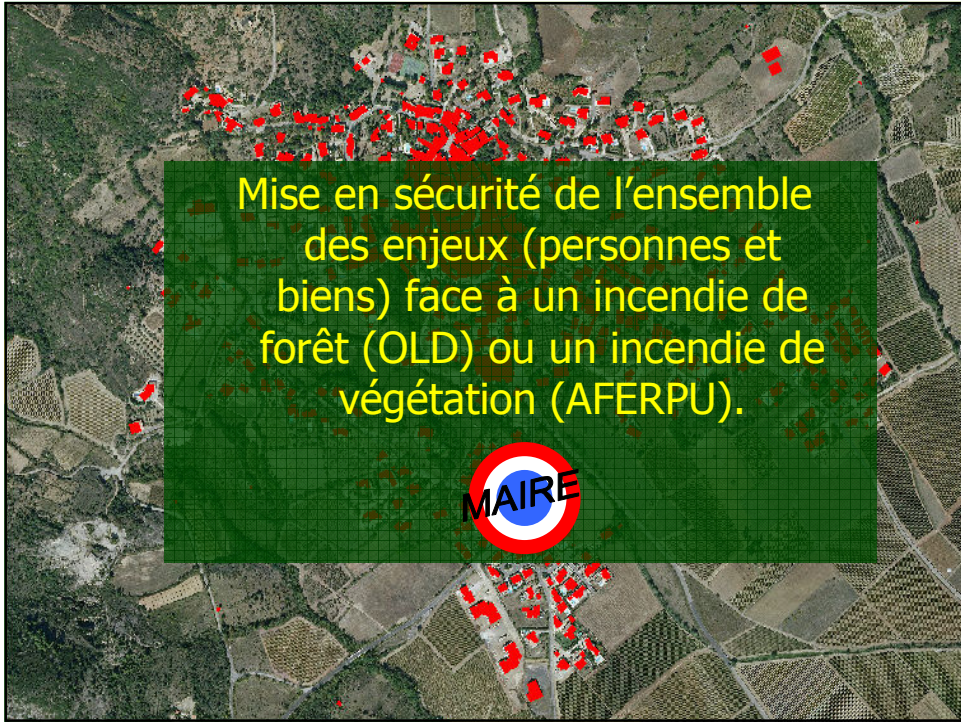 Mise en sécurité de l’ensemble
des enjeux (personnes et
biens) face à un incendie de
forêt (OLD) ou un incendie de
végétation (AFERPU).
MAIRE